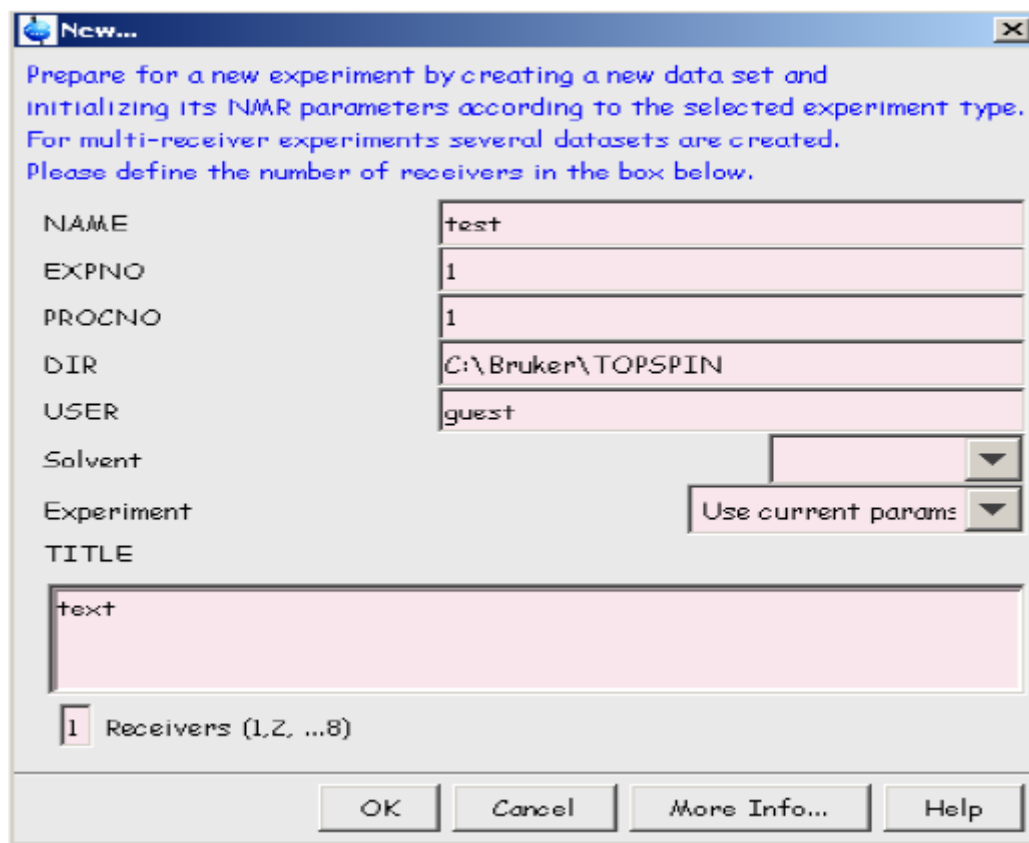 New...
Prepare for a new experiment by creating a new data set and
initializing its NMR parameters according to the selected experiment type.
For multi-receiver experiments several datasets are created.
Please define the number of receivers in the box below.
NAME test
EXPNO 1
PROCNO 1
DIR C:\Bruker\TOPSPIN
USER guest
Solvent
Experiment Use current params
TITLE
text
1 Receivers (1,2, ...8)
OK Cancel More Info... Help